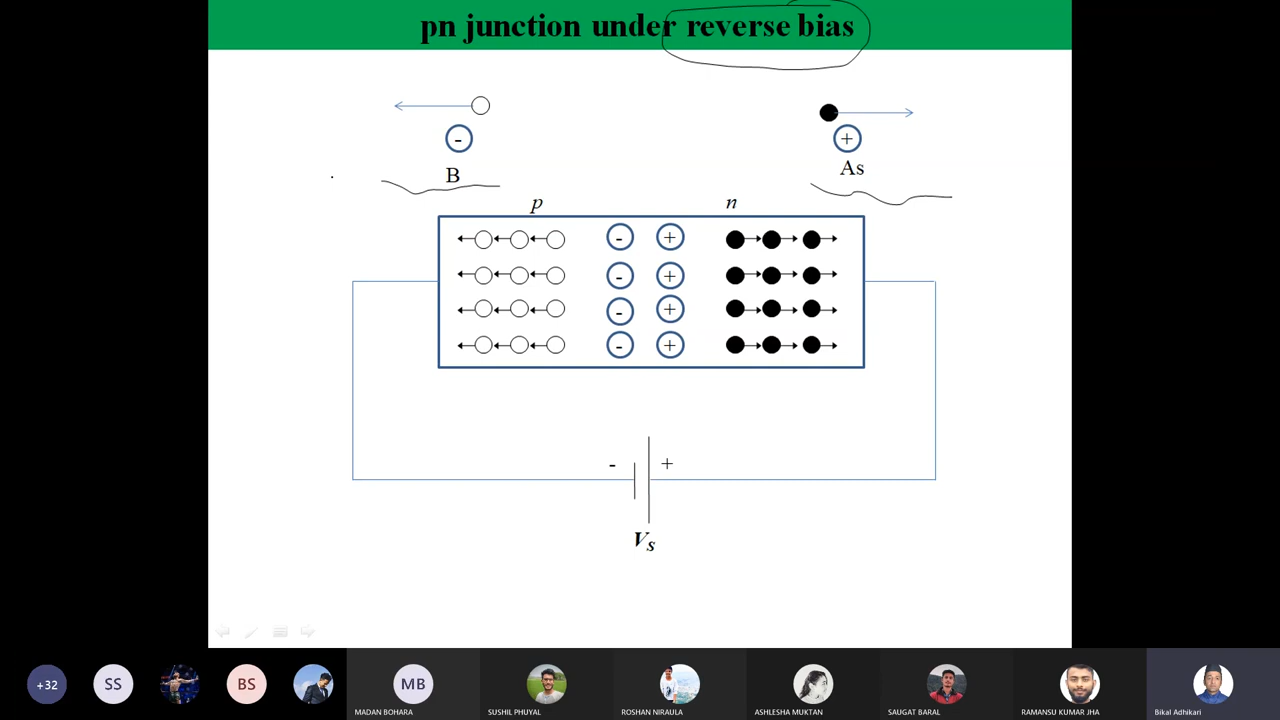 pn junction under reverse bias
-
+
B
As
p
n
- +
- +
- +
- +
- +
Vs
+32
SS
BS
MB
MADAN BOHARA
SUSHIL PHUYAL
ROSHAN NIRAULA
ASHLESHA MUKTAN
SAUGAT BARAL
RAMANSU KUMAR JHA
Bikal Adhikari